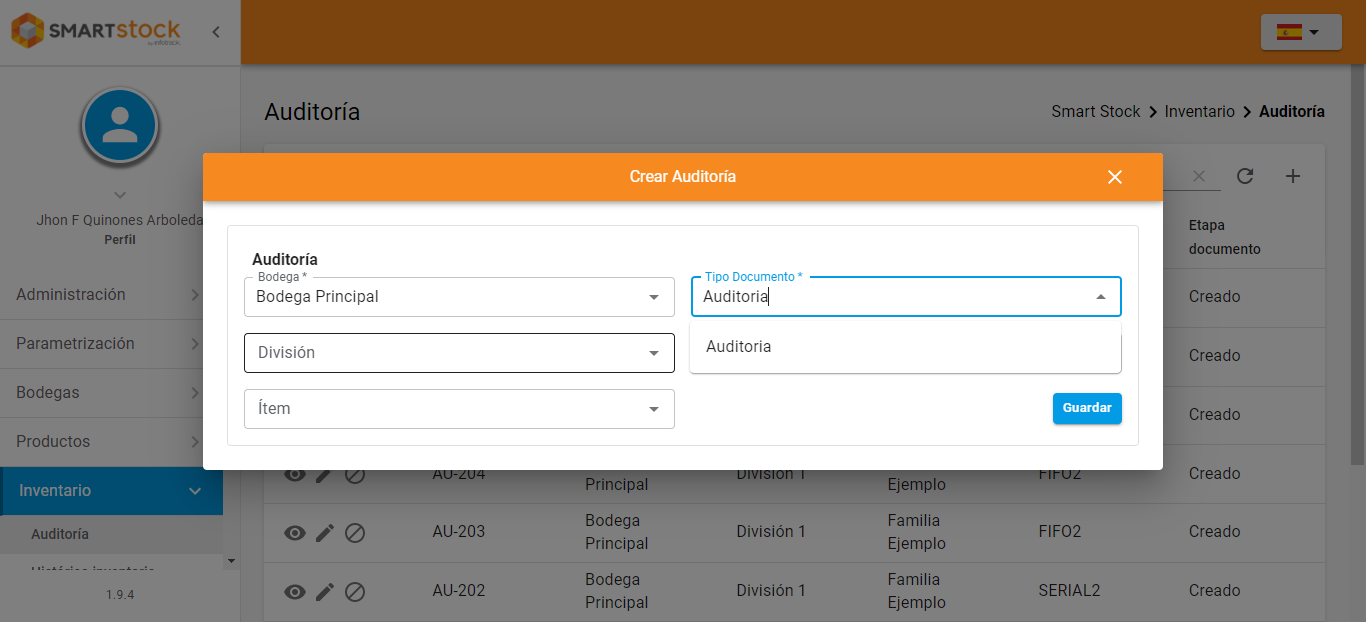 SMARTstock
by infotrack
Auditoría
Smart Stock > Inventario > Auditoría
Jhon F Quinones Arboleda
Perfil
Administración
Parametrización
Bodegas
Productos
Inventario
Auditoría
Histórico inventario
1.9.4
Crear Auditoría
Auditoría
Bodega *
Bodega Principal
Tipo Documento *
Auditoria
Auditoria
División
Ítem
Guardar
Etapa
documento
Creado
Creado
Creado
AU-204 Principal División 1 Ejemplo FIFO2 Creado
AU-203 Bodega Principal División 1 Familia Ejemplo FIFO2 Creado
AU-202 Bodega Principal División 1 Familia Ejemplo SERIAL2 Creado